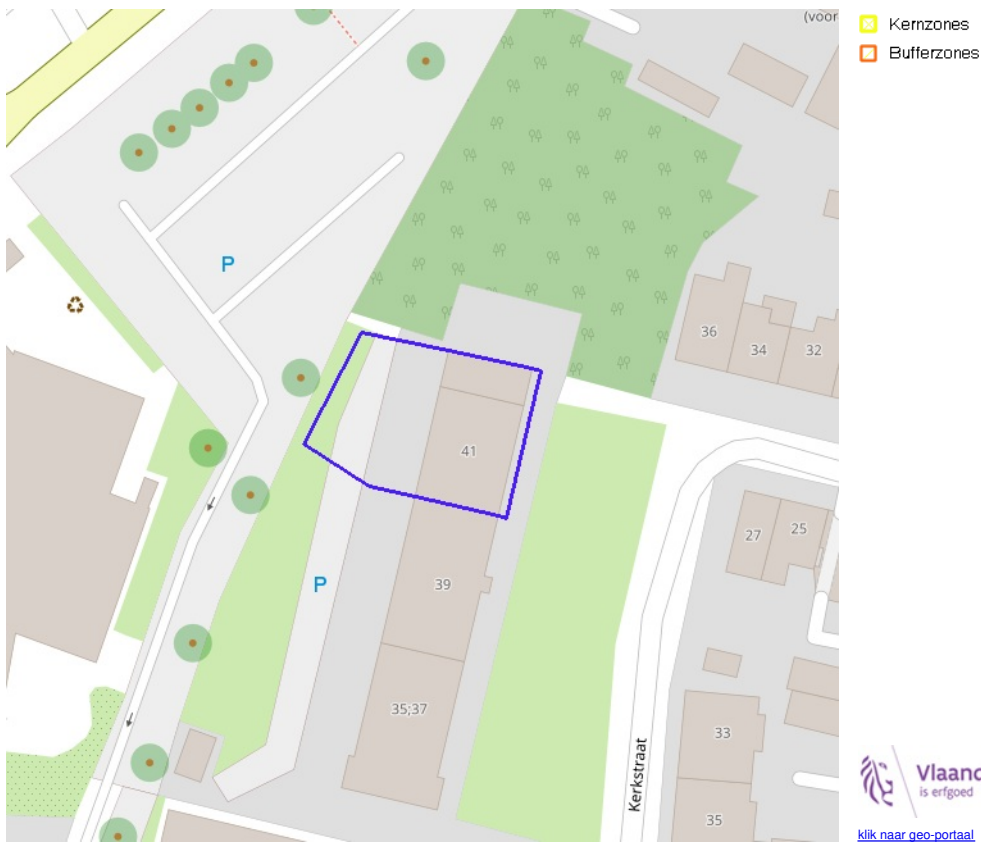 (voor
Kernzones
Bufferzones
P
36
34
32
41
27
25
39
P
35;37
33
Kerkstraat
35
Vlaand
is erfgoed
klik naar geo-portaal